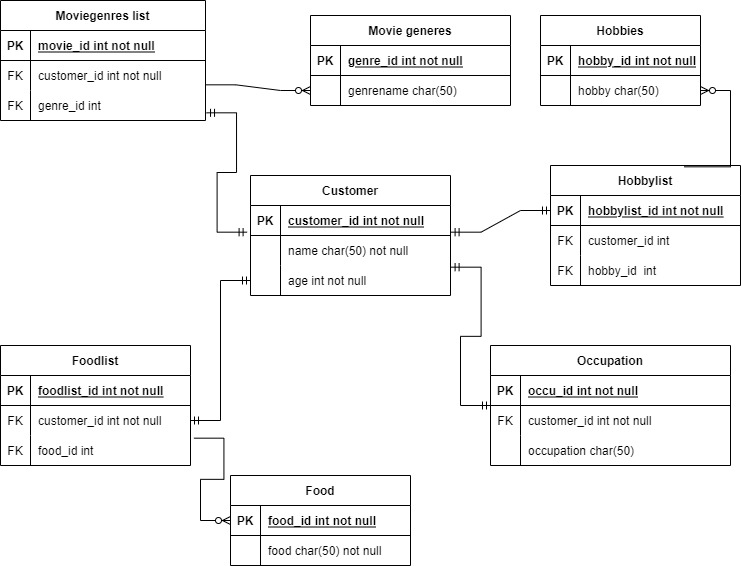 Moviegenres list
PK movie_id int not null
FK customer_id int not null
FK genre_id int
Movie generes
PK genre_id int not null
genrename char(50)
Hobbies
PK hobby_id int not null
hobby char(50)
Customer
PK customer_id int not null
name char(50) not null
age int not null
Hobbylist
PK hobbylist_id int not null
FK customer_id int
FK hobby_id int
Foodlist
PK foodlist_id int not null
FK customer_id int not null
FK food_id int
Occupation
PK occu_id int not null
FK customer_id int not null
occupation char(50)
Food
PK food_id int not null
food char(50) not null